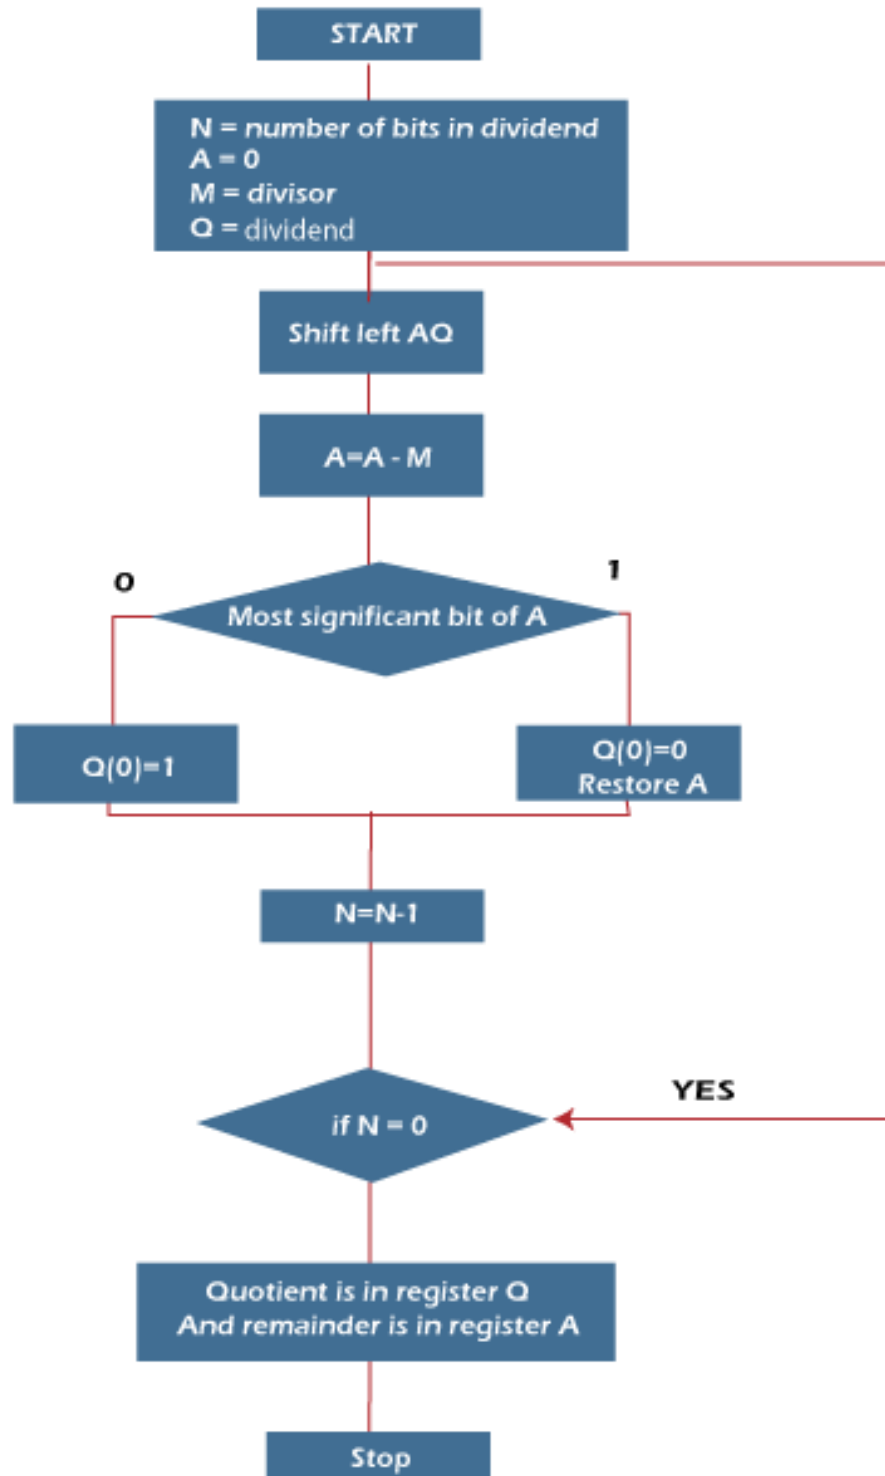 START
N = number of bits in dividend
A = 0
M = divisor
Q = dividend
Shift left AQ
A=A - M
0
1
Most significant bit of A
Q(0)=1
Q(0)=0
Restore A
N=N-1
YES
if N = 0
Quotient is in register Q
And remainder is in register A
Stop